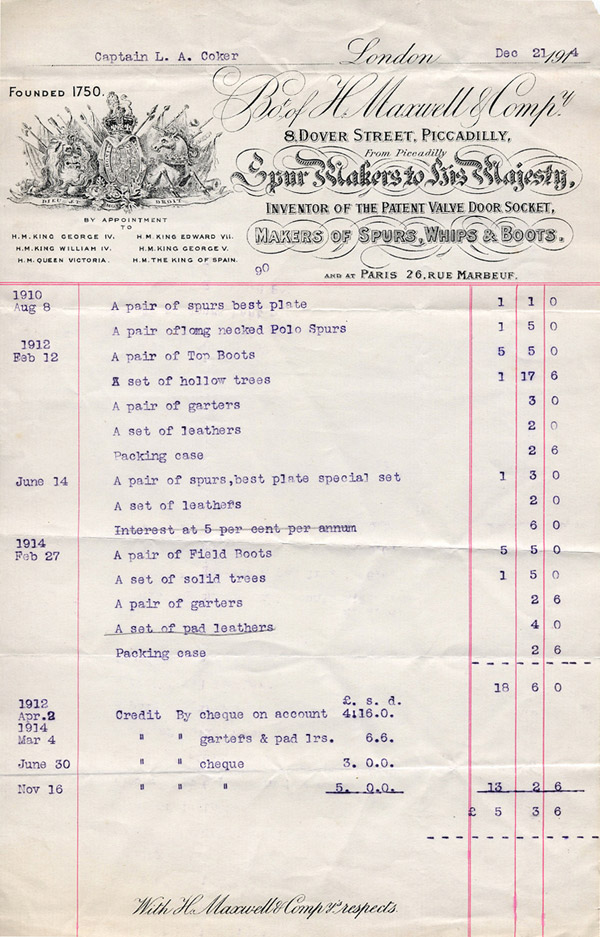 Captain L. A. Coker London Dec 21 1914
FOUNDED 1750.
Bot. of H. Maxwell & Compy.
8, DOVER STREET, PICCADILLY,
From Piccadilly
Spur Makers to His Majesty,
INVENTOR OF THE PATENT VALVE DOOR SOCKET,
MAKERS OF SPURS, WHIPS & BOOTS.
AND AT PARIS 26, RUE MARBEUF.
DIEU ET DROIT
BY APPOINTMENT
TO
H.M. KING GEORGE IV. H.M. KING EDWARD VII.
H.M. KING WILLIAM IV. H.M. KING GEORGE V.
H.M. QUEEN VICTORIA. H.M. THE KING OF SPAIN.
90
1910
Aug 8 A pair of spurs best plate 1 1 0
A pair oflong necked Polo Spurs 1 5 0
1912
Feb 12 A pair of Top Boots 5 5 0
A set of hollow trees 1 17 6
A pair of garters 3 0
A set of leathers 2 0
Packing case 2 6
June 14 A pair of spurs,best plate special set 1 3 0
A set of leathers 2 0
Interest at 5 per cent per annum 6 0
1914
Feb 27 A pair of Field Boots 5 5 0
A set of solid trees 1 5 0
A pair of garters 2 6
A set of pad leathers 4 0
Packing case 2 6
18 6 0
£. s. d.
1912
Apr.2 Credit By cheque on account 4:16.0.
1914
Mar 4 " " garters & pad lrs. 6.6.
June 30 " " cheque 3. 0.0.
Nov 16 " " " 5. 0.0. 13 2 6
£ 5 3 6
With H. Maxwell & Compy's respects.